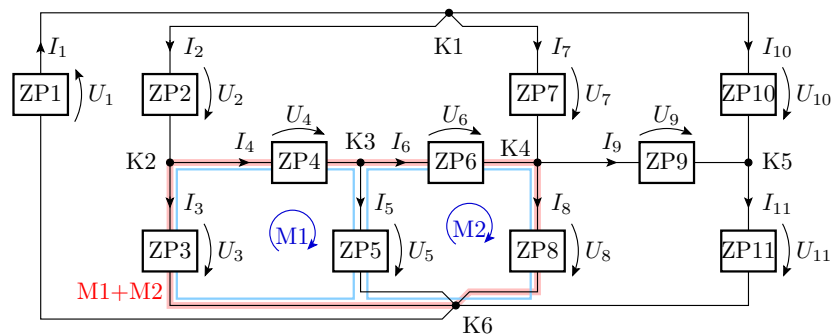 I1
I2
K1
I7
I10
ZP1
U1
ZP2
U2
ZP7
U7
ZP10
U10
U4
U6
U9
K2
I4
ZP4
K3
I6
ZP6
K4
I9
ZP9
K5
I3
I5
I8
I11
ZP3
U3
M1
ZP5
U5
M2
ZP8
U8
ZP11
U11
M1+M2
K6